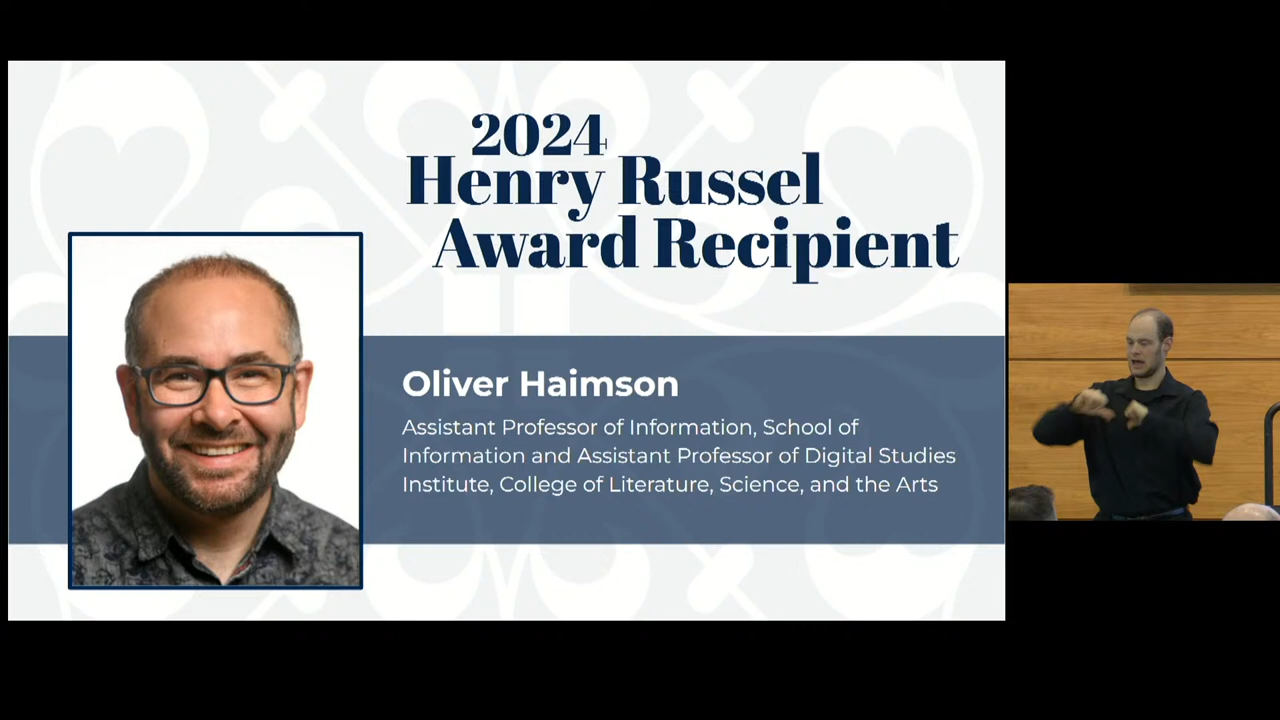 2024
Henry Russel
Award Recipient
Oliver Haimson
Assistant Professor of Information, School of
Information and Assistant Professor of Digital Studies
Institute, College of Literature, Science, and the Arts